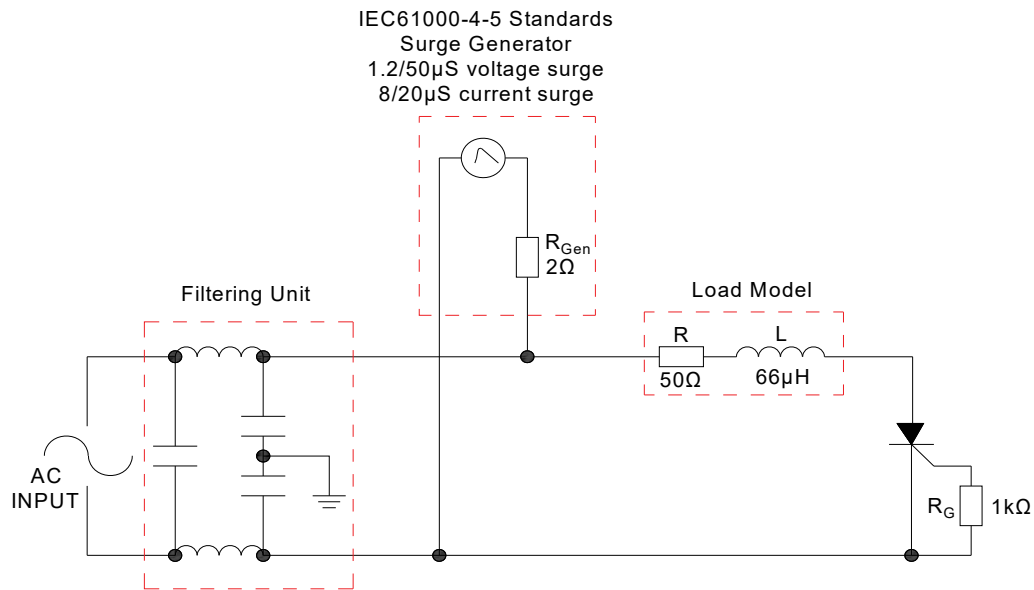 IEC61000-4-5 Standards
Surge Generator
1.2/50µS voltage surge
8/20µS current surge
RGen
2Ω
Filtering Unit
Load Model
R
L
50Ω
66µH
AC
INPUT
RG
1kΩ